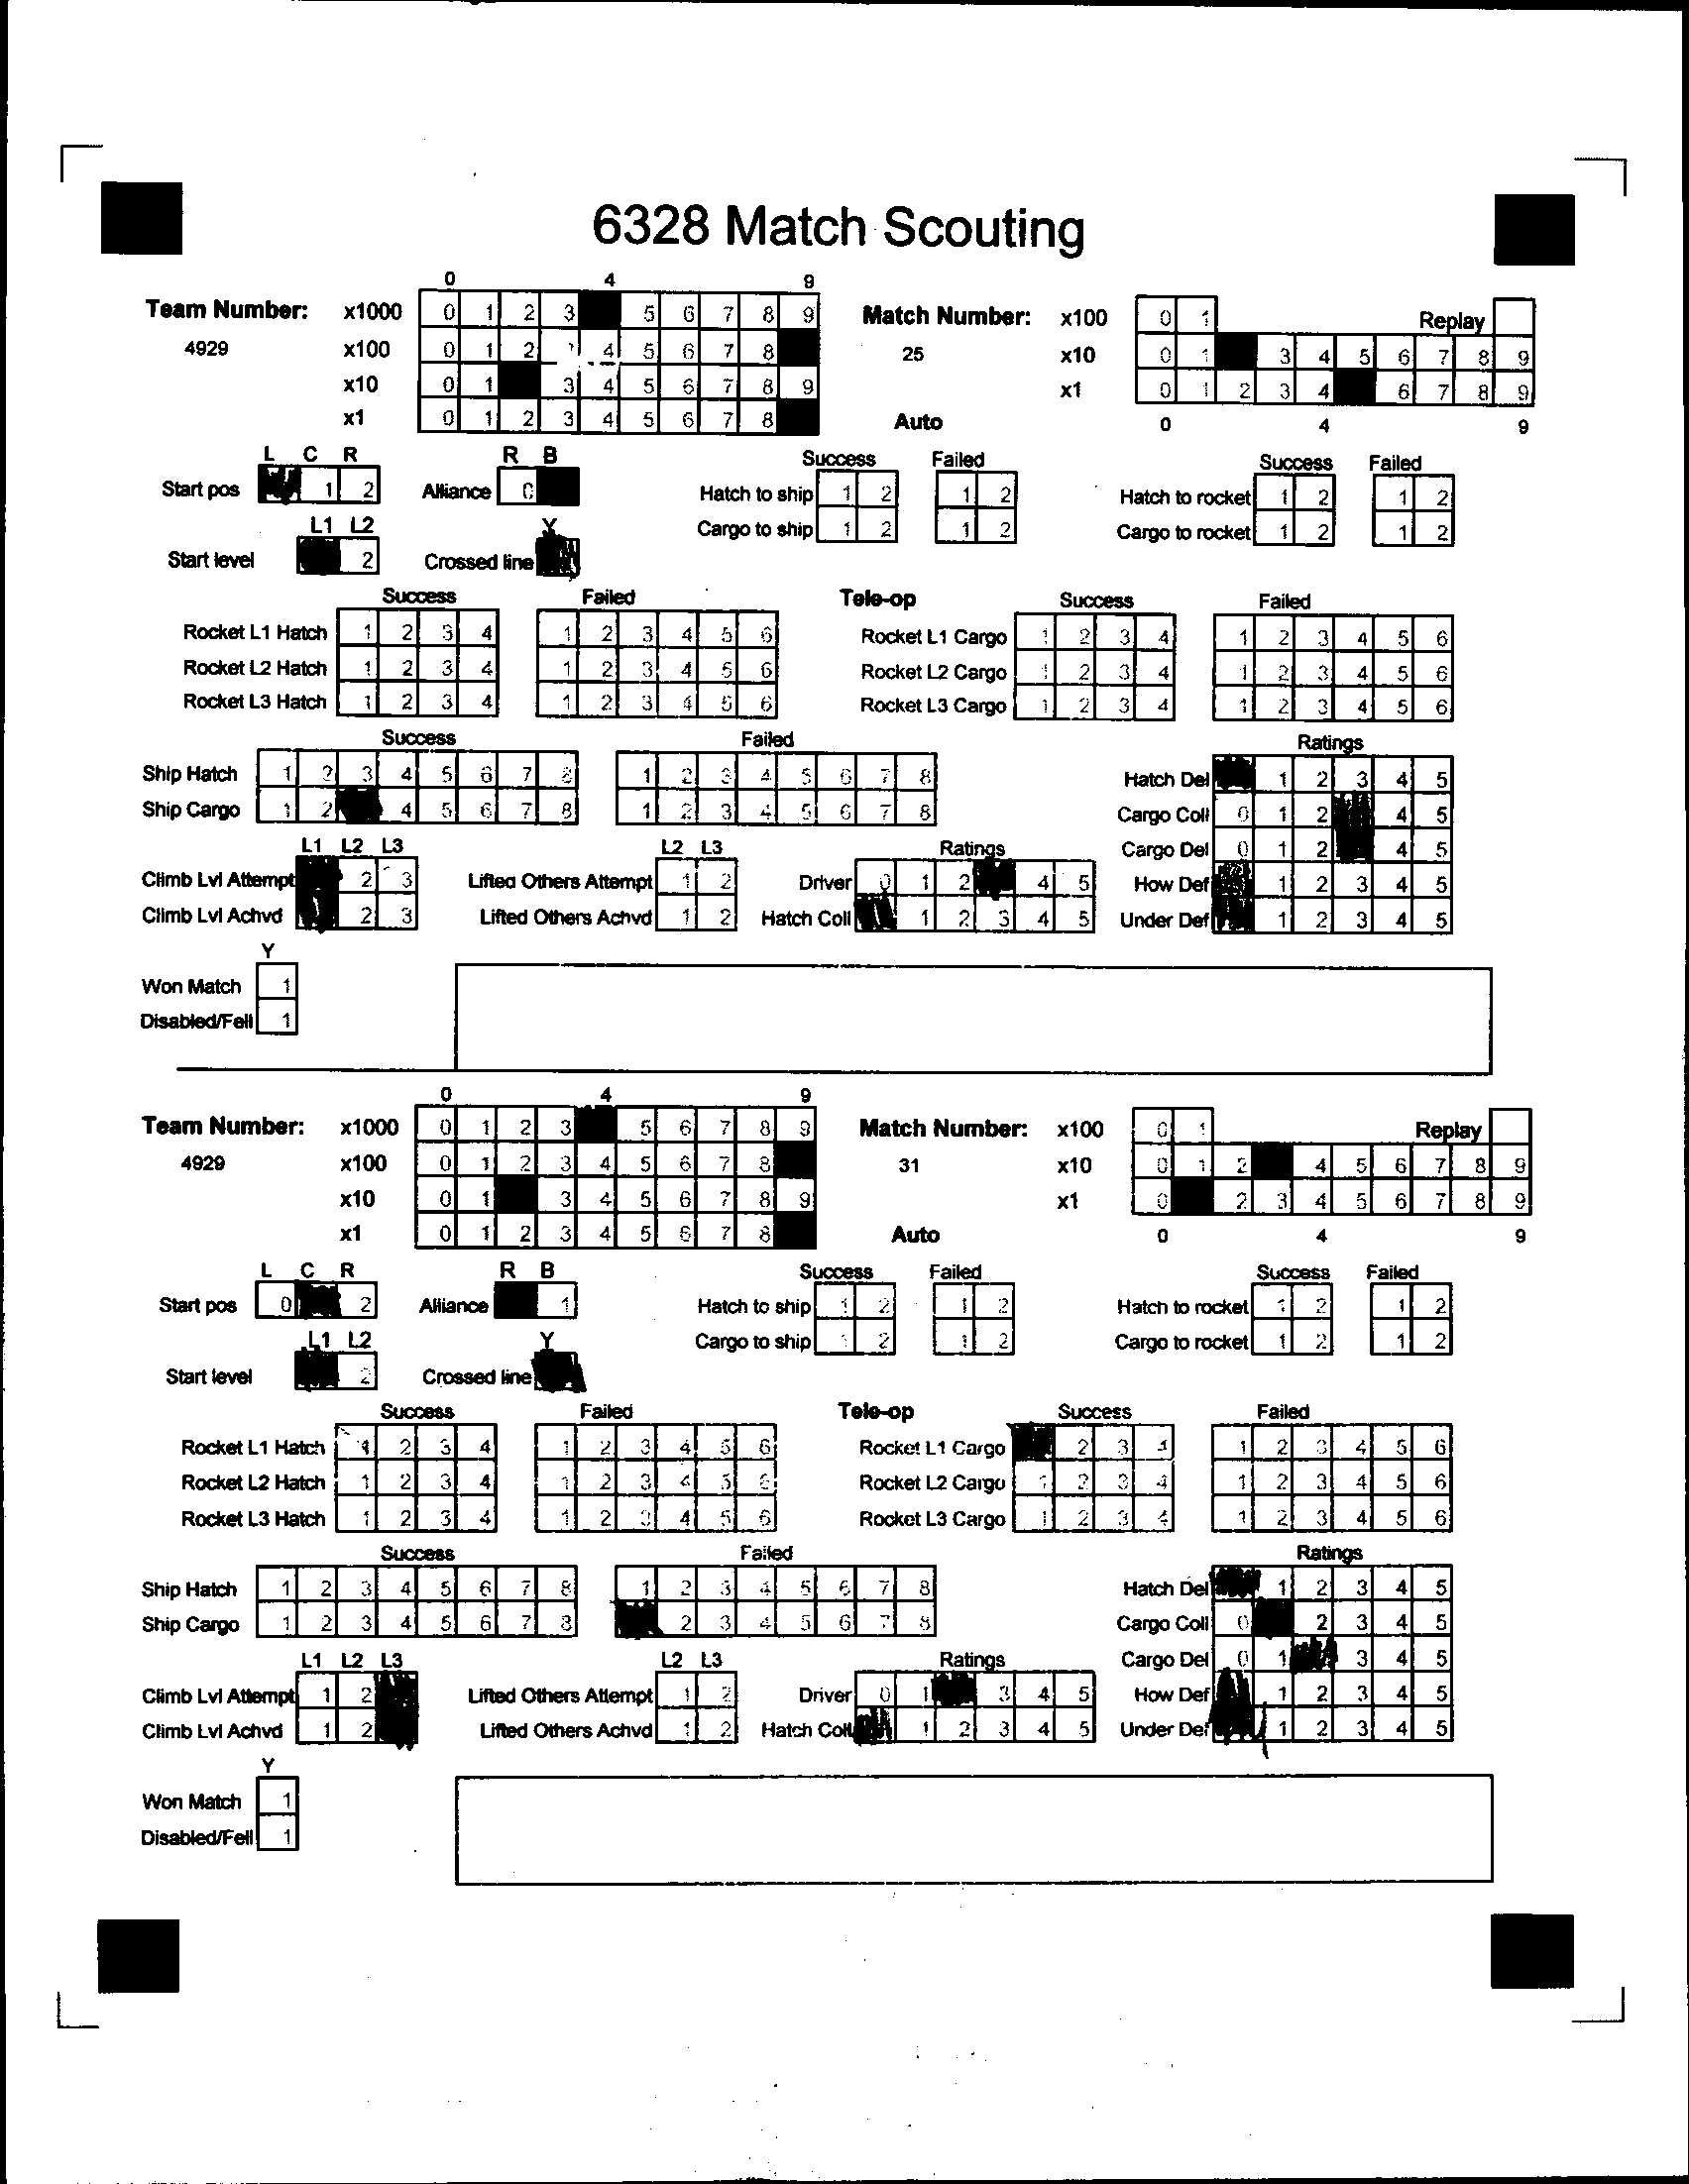 6328 Match Scouting
0 4 9
Team Number: x1000 0 1 2 3 5 6 7 8 9 Match Number: x100 0 1 Replay
4929 x100 0 1 2 4 5 6 7 8 25 x10 0 1 3 4 5 6 7 8 9
x10 0 1 3 4 5 6 7 8 9 x1 0 1 2 3 4 6 7 8 9
x1 0 1 2 3 4 5 6 7 8 Auto 0 4 9
L C R R B Success Failed Success Failed
Start pos 1 2 Alliance 0 Hatch to ship 1 2 1 2 Hatch to rocket 1 2 1 2
L1 L2 Y Cargo to ship 1 2 1 2 Cargo to rocket 1 2 1 2
Start level 2 Crossed line
Success Failed Tele-op Success Failed
Rocket L1 Hatch 1 2 3 4 1 2 3 4 5 6 Rocket L1 Cargo 1 2 3 4 1 2 3 4 5 6
Rocket L2 Hatch 1 2 3 4 1 2 3 4 5 6 Rocket L2 Cargo 1 2 3 4 1 2 3 4 5 6
Rocket L3 Hatch 1 2 3 4 1 2 3 4 5 6 Rocket L3 Cargo 1 2 3 4 1 2 3 4 5 6
Success Failed Ratings
Ship Hatch 1 2 3 4 5 6 7 8 1 2 3 4 5 6 7 8 Hatch Del 1 2 3 4 5
Ship Cargo 1 2 4 5 6 7 8 1 2 3 4 5 6 7 8 Cargo Coll 0 1 2 4 5
L1 L2 L3 L2 L3 Ratings Cargo Del 0 1 2 4 5
Climb Lvl Attempt 2 3 Lifted Others Attempt 1 2 Driver 0 1 2 4 5 How Def 1 2 3 4 5
Climb Lvl Achvd 2 3 Lifted Others Achvd 1 2 Hatch Coll 1 2 3 4 5 Under Def 1 2 3 4 5
Y
Won Match 1
Disabled/Fell 1
0 4 9
Team Number: x1000 0 1 2 3 5 6 7 8 9 Match Number: x100 0 1 Replay
4929 x100 0 1 2 3 4 5 6 7 8 31 x10 0 1 2 4 5 6 7 8 9
x10 0 1 3 4 5 6 7 8 9 x1 0 2 3 4 5 6 7 8 9
x1 0 1 2 3 4 5 6 7 8 Auto 0 4 9
L C R R B Success Failed Success Failed
Start pos 0 2 Alliance 1 Hatch to ship 1 2 1 2 Hatch to rocket 1 2 1 2
L1 L2 Y Cargo to ship 1 2 1 2 Cargo to rocket 1 2 1 2
Start level 2 Crossed line
Success Failed Tele-op Success Failed
Rocket L1 Hatch 1 2 3 4 1 2 3 4 5 6 Rocket L1 Cargo 2 3 4 1 2 3 4 5 6
Rocket L2 Hatch 1 2 3 4 1 2 3 4 5 6 Rocket L2 Cargo 1 2 3 4 1 2 3 4 5 6
Rocket L3 Hatch 1 2 3 4 1 2 3 4 5 6 Rocket L3 Cargo 1 2 3 4 1 2 3 4 5 6
Success Failed Ratings
Ship Hatch 1 2 3 4 5 6 7 8 1 2 3 4 5 6 7 8 Hatch Del 1 2 3 4 5
Ship Cargo 1 2 3 4 5 6 7 8 2 3 4 5 6 7 8 Cargo Coll 0 2 3 4 5
L1 L2 L3 L2 L3 Ratings Cargo Del 0 1 3 4 5
Climb Lvl Attempt 1 2 Lifted Others Attempt 1 2 Driver 0 1 3 4 5 How Def 1 2 3 4 5
Climb Lvl Achvd 1 2 Lifted Others Achvd 1 2 Hatch Coll 1 2 3 4 5 Under Def 1 2 3 4 5
Y
Won Match 1
Disabled/Fell 1